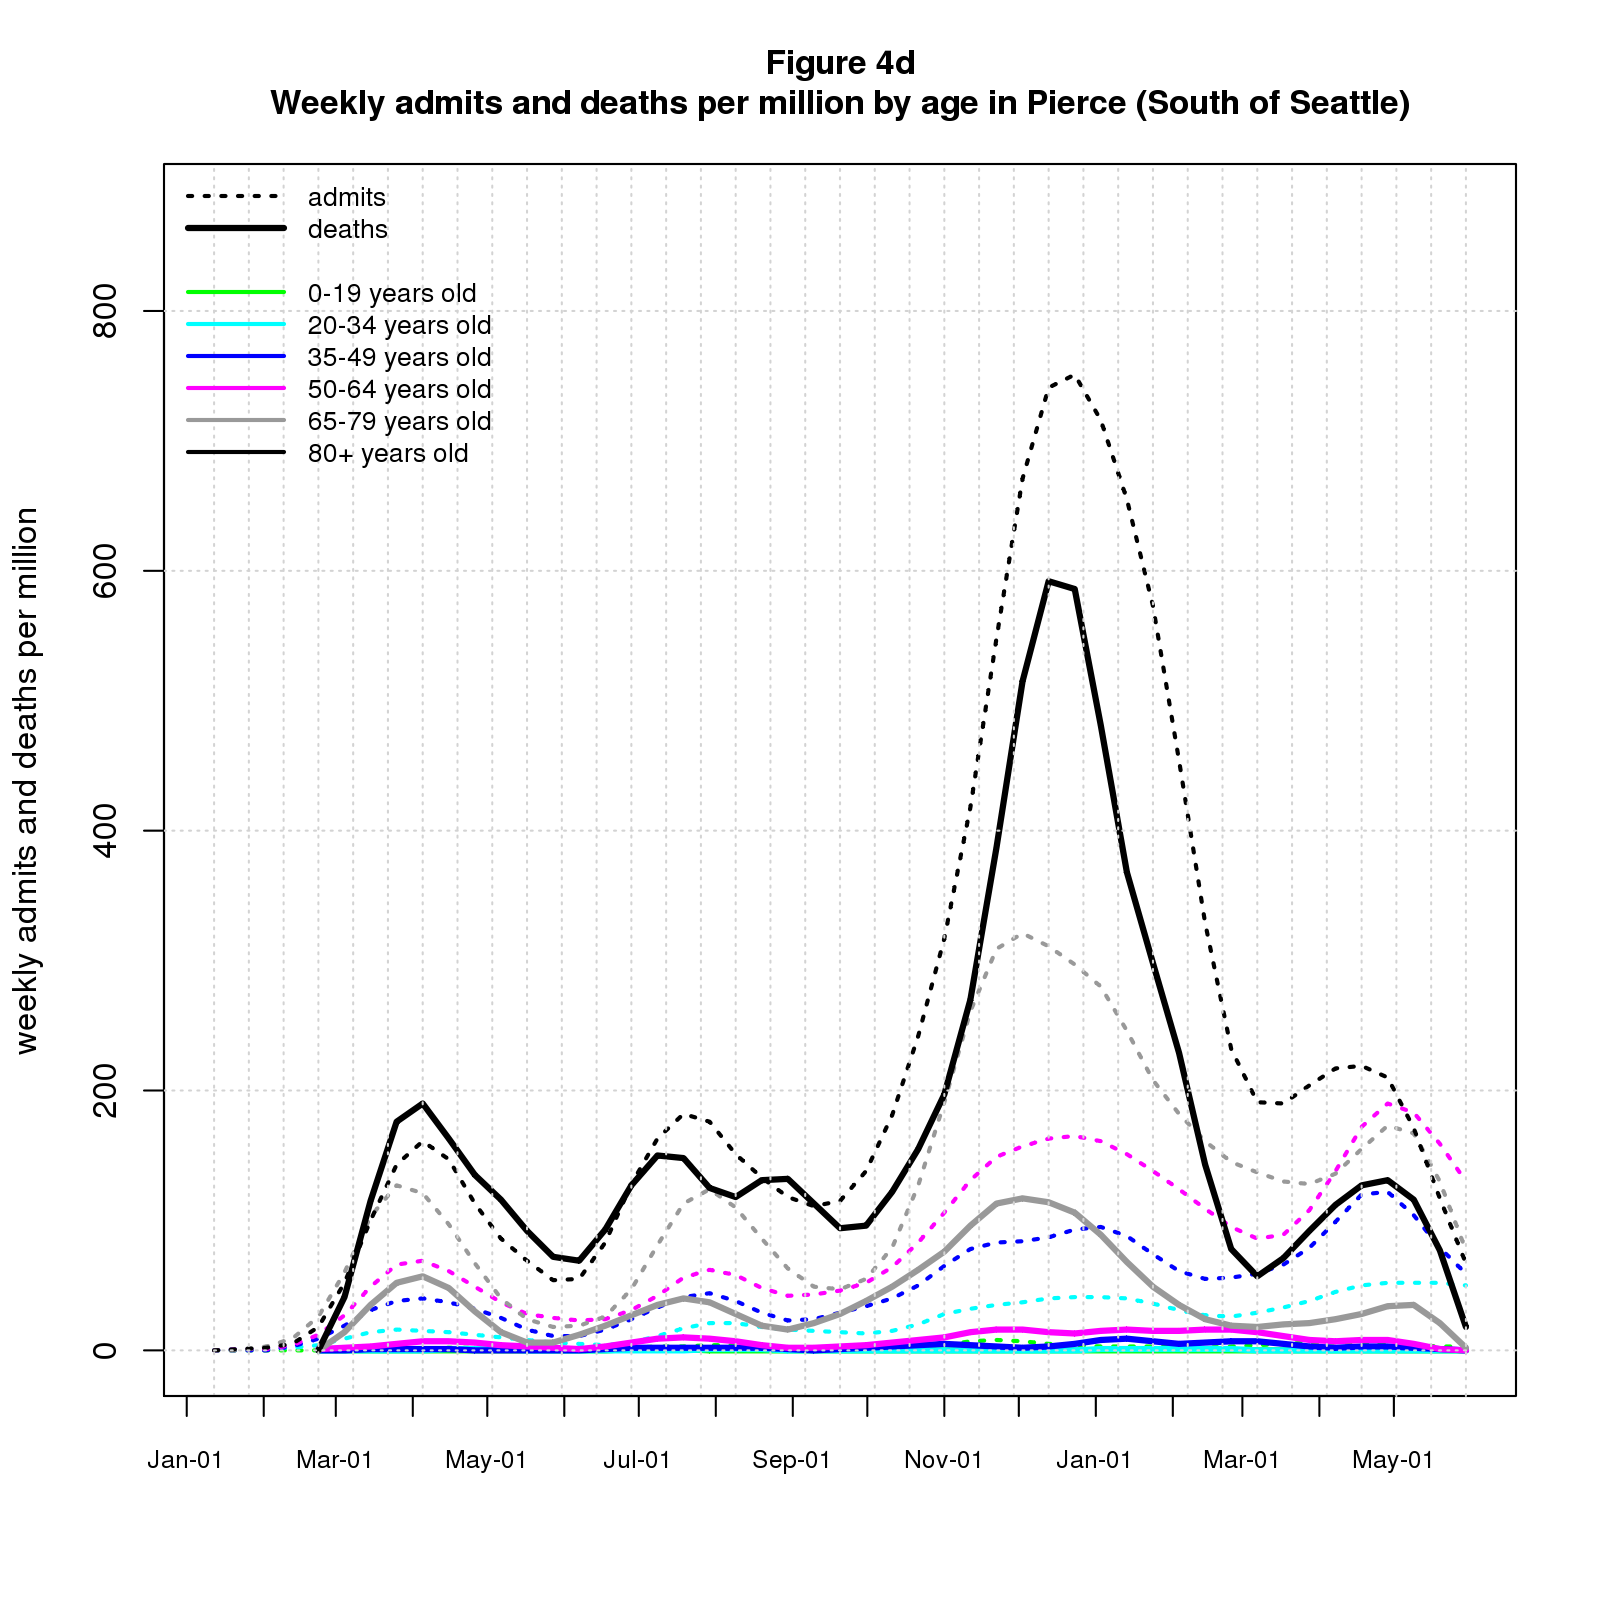 Figure 4d
Weekly admits and deaths per million by age in Pierce (South of Seattle)
admits
deaths
0-19 years old
20-34 years old
35-49 years old
50-64 years old
65-79 years old
80+ years old
weekly admits and deaths per million
800
600
400
200
0
Jan-01 Mar-01 May-01 Jul-01 Sep-01 Nov-01 Jan-01 Mar-01 May-01